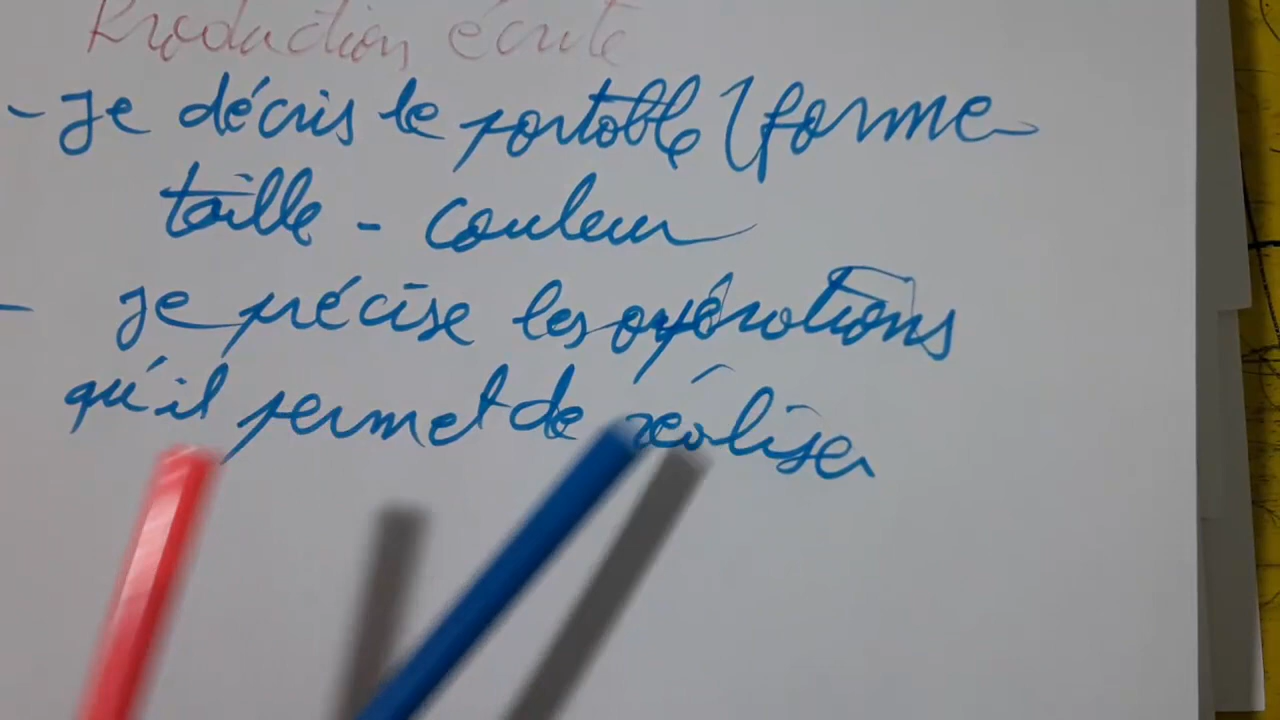 Production écrite
- Je décris le portable (forme
taille - couleur
- Je précise les opérations
qu'il permet de réaliser